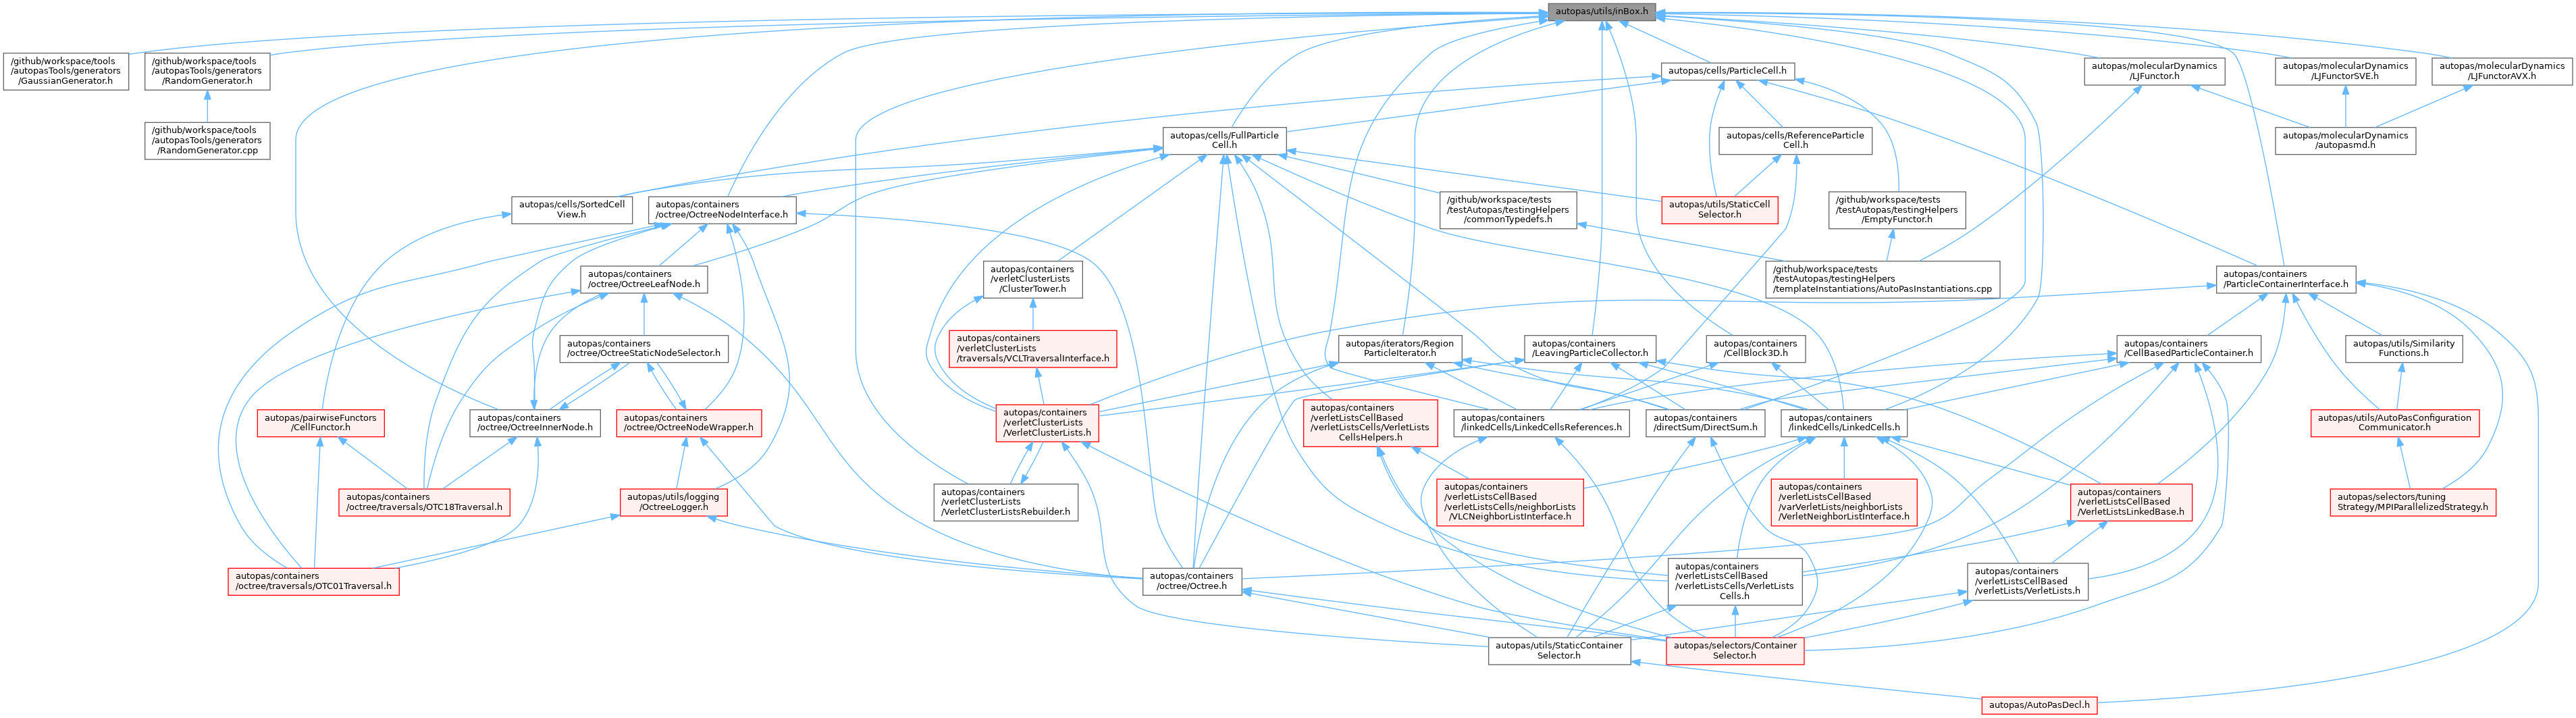 autopas/utils/inBox.h
/github/workspace/tools
/autopasTools/generators
/GaussianGenerator.h
/github/workspace/tools
/autopasTools/generators
/RandomGenerator.h
autopas/cells/ParticleCell.h
autopas/molecularDynamics
/LJFunctor.h
autopas/molecularDynamics
/LJFunctorSVE.h
autopas/molecularDynamics
/LJFunctorAVX.h
/github/workspace/tools
/autopasTools/generators
/RandomGenerator.cpp
autopas/cells/FullParticle
Cell.h
autopas/cells/ReferenceParticle
Cell.h
autopas/molecularDynamics
/autopasmd.h
autopas/cells/SortedCell
View.h
autopas/containers
/octree/OctreeNodeInterface.h
/github/workspace/tests
/testAutopas/testingHelpers
/commonTypedefs.h
autopas/utils/StaticCell
Selector.h
/github/workspace/tests
/testAutopas/testingHelpers
/EmptyFunctor.h
autopas/containers
/octree/OctreeLeafNode.h
autopas/containers
/verletClusterLists
/ClusterTower.h
/github/workspace/tests
/testAutopas/testingHelpers
/templateInstantiations/AutoPasInstantiations.cpp
autopas/containers
/ParticleContainerInterface.h
autopas/containers
/octree/OctreeStaticNodeSelector.h
autopas/containers
/verletClusterLists
/traversals/VCLTraversalInterface.h
autopas/iterators/Region
ParticleIterator.h
autopas/containers
/LeavingParticleCollector.h
autopas/containers
/CellBlock3D.h
autopas/containers
/CellBasedParticleContainer.h
autopas/utils/Similarity
Functions.h
autopas/pairwiseFunctors
/CellFunctor.h
autopas/containers
/octree/OctreeInnerNode.h
autopas/containers
/octree/OctreeNodeWrapper.h
autopas/containers
/verletClusterLists
/VerletClusterLists.h
autopas/containers
/verletListsCellBased
/verletListsCells/VerletLists
CellsHelpers.h
autopas/containers
/linkedCells/LinkedCellsReferences.h
autopas/containers
/directSum/DirectSum.h
autopas/containers
/linkedCells/LinkedCells.h
autopas/utils/AutoPasConfiguration
Communicator.h
autopas/containers
/octree/traversals/OTC18Traversal.h
autopas/utils/logging
/OctreeLogger.h
autopas/containers
/verletClusterLists
/VerletClusterListsRebuilder.h
autopas/containers
/verletListsCellBased
/verletListsCells/neighborLists
/VLCNeighborListInterface.h
autopas/containers
/verletListsCellBased
/varVerletLists/neighborLists
/VerletNeighborListInterface.h
autopas/containers
/verletListsCellBased
/VerletListsLinkedBase.h
autopas/selectors/tuning
Strategy/MPIParallelizedStrategy.h
autopas/containers
/octree/traversals/OTC01Traversal.h
autopas/containers
/octree/Octree.h
autopas/containers
/verletListsCellBased
/verletListsCells/VerletLists
Cells.h
autopas/containers
/verletListsCellBased
/verletLists/VerletLists.h
autopas/utils/StaticContainer
Selector.h
autopas/selectors/Container
Selector.h
autopas/AutoPasDecl.h